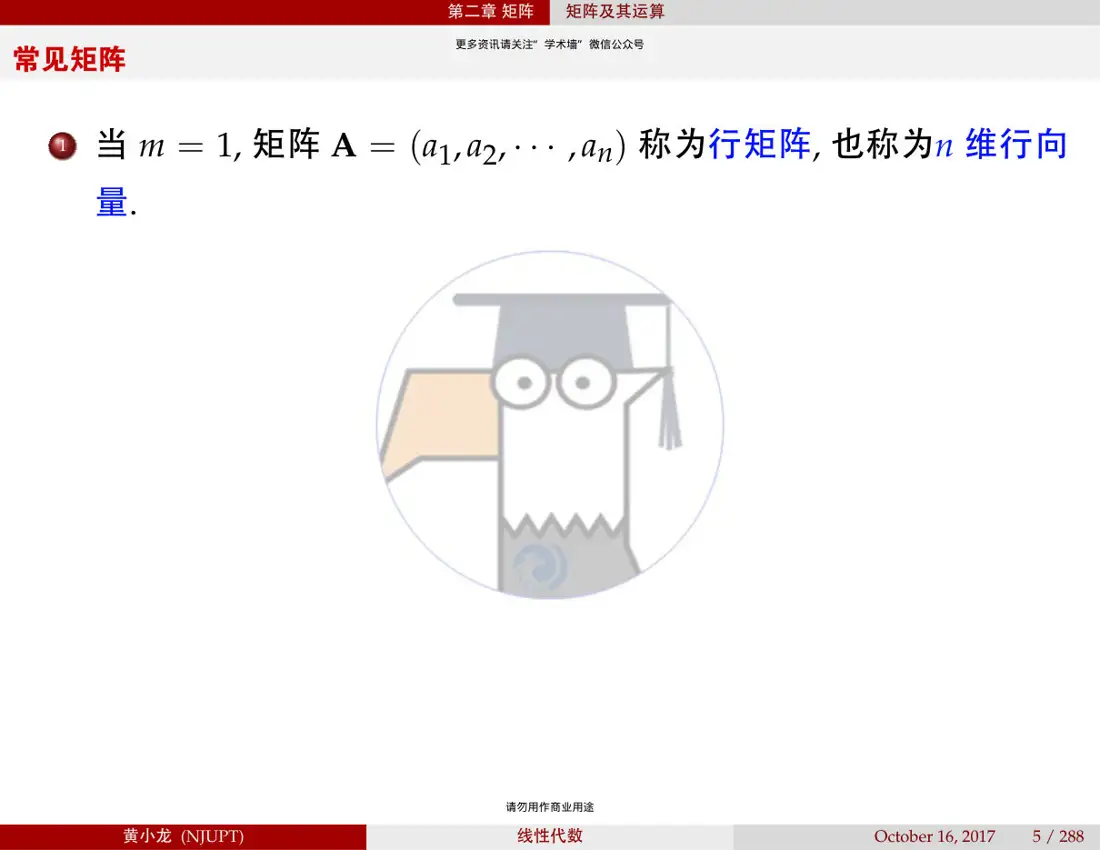 第二章 矩阵 矩阵及其运算
更多资讯请关注“学术墙”微信公众号
常见矩阵
1 当 m = 1, 矩阵 A = (a₁, a₂, ··· , aₙ) 称为行矩阵, 也称为n 维行向
量.
请勿用作商业用途
黄小龙 (NJUPT) 线性代数 October 16, 2017 5 / 288